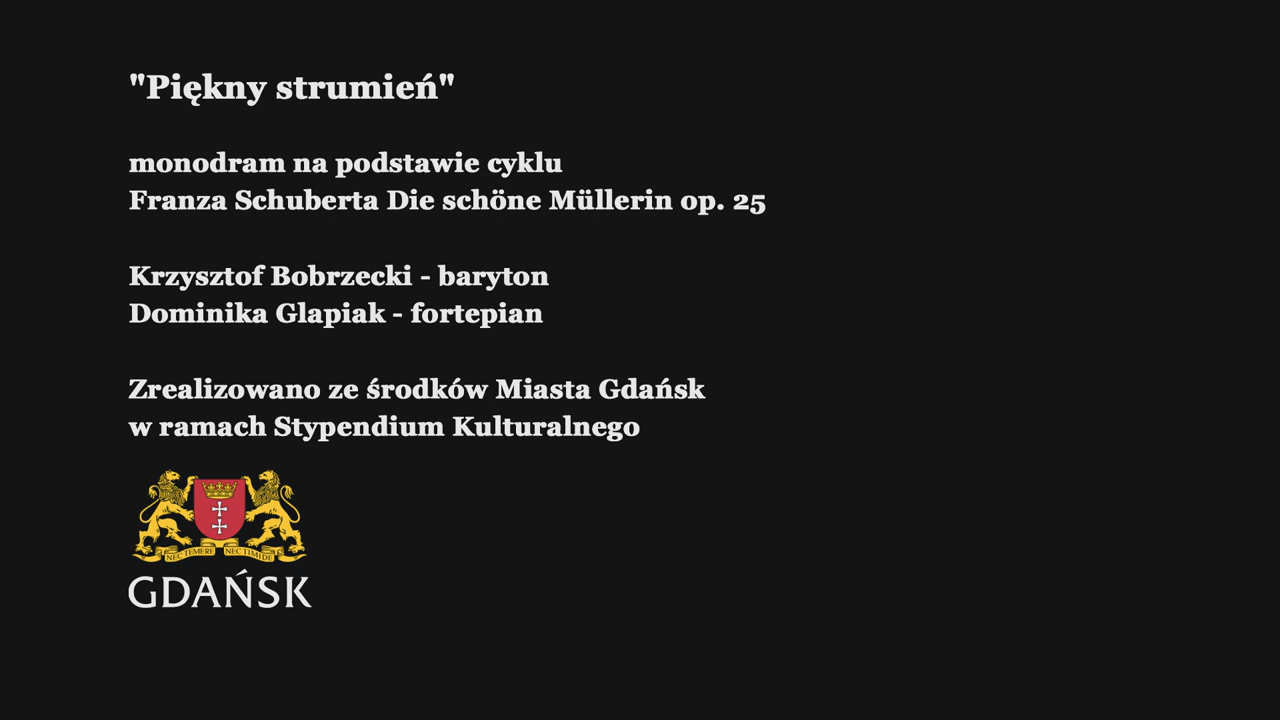 "Piękny strumień"
monodram na podstawie cyklu
Franza Schuberta Die schöne Müllerin op. 25
Krzysztof Bobrzecki - baryton
Dominika Glapiak - fortepian
Zrealizowano ze środków Miasta Gdańsk
w ramach Stypendium Kulturalnego
NEC TEMERE NEC TIMIDE
GDAŃSK